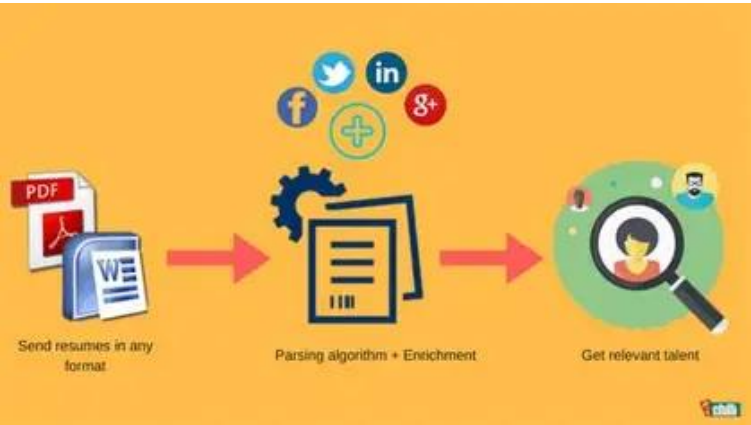 in
f
g+
PDF
W
Send resumes in any
format
Parsing algorithm + Enrichment
Get relevant talent